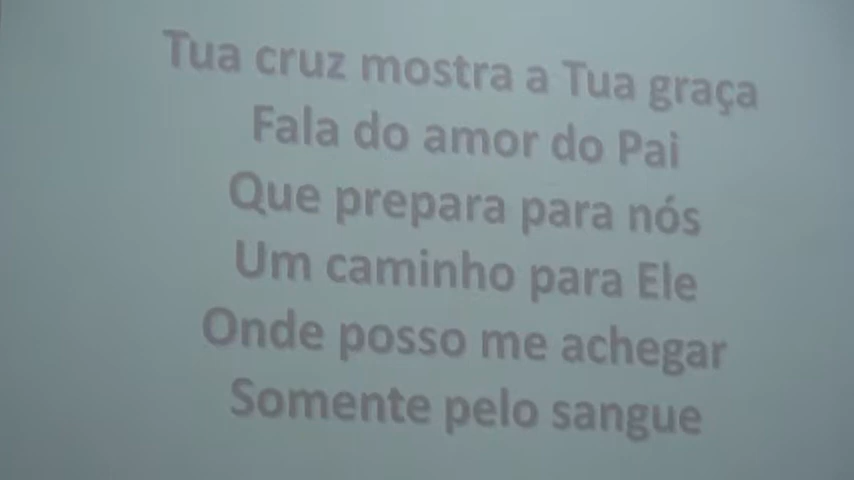 Tua cruz mostra a Tua graça
Fala do amor do Pai
Que prepara para nós
Um caminho para Ele
Onde posso me achegar
Somente pelo sangue